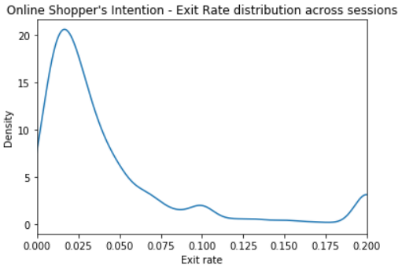 Online Shopper's Intention - Exit Rate distribution across sessions
20
15
10
5
0
Density
0.000 0.025 0.050 0.075 0.100 0.125 0.150 0.175 0.200
Exit rate